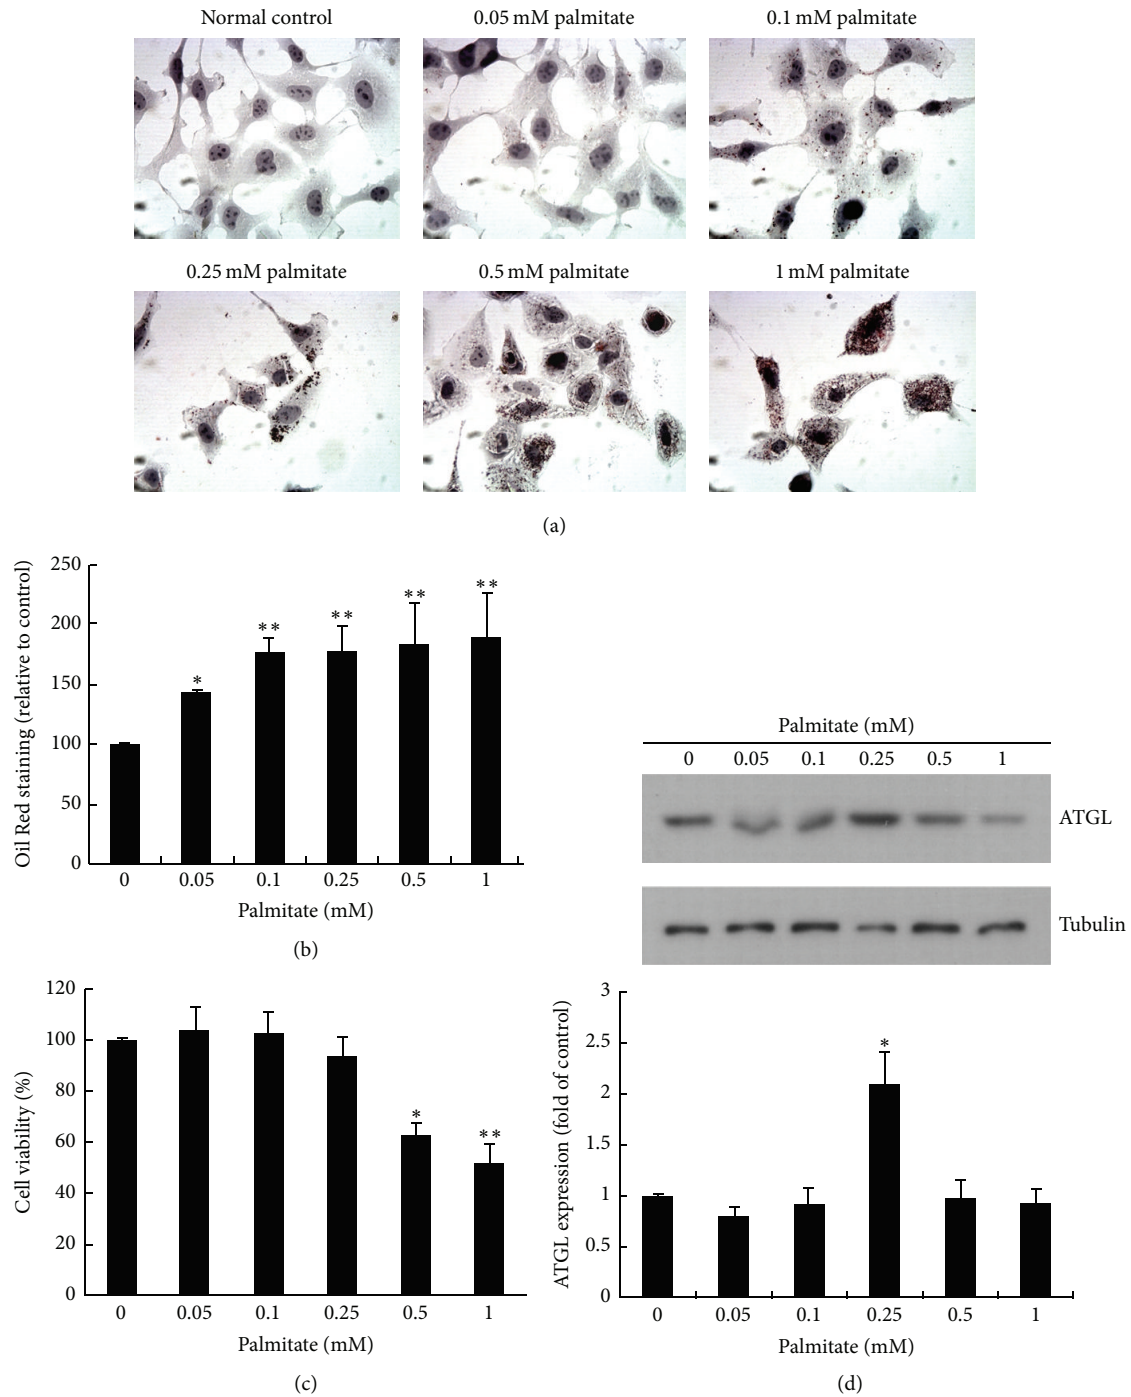 Normal control
0.05 mM palmitate
0.1 mM palmitate
0.25 mM palmitate
0.5 mM palmitate
1 mM palmitate
(a)
Oil Red staining (relative to control)
250
200
150
100
50
0
*
**
**
**
**
0 0.05 0.1 0.25 0.5 1
Palmitate (mM)
(b)
Cell viability (%)
120
100
80
60
40
20
0
*
**
0 0.05 0.1 0.25 0.5 1
Palmitate (mM)
(c)
Palmitate (mM)
0 0.05 0.1 0.25 0.5 1
ATGL
Tubulin
ATGL expression (fold of control)
3
2.5
2
1.5
1
0.5
0
*
0 0.05 0.1 0.25 0.5 1
Palmitate (mM)
(d)